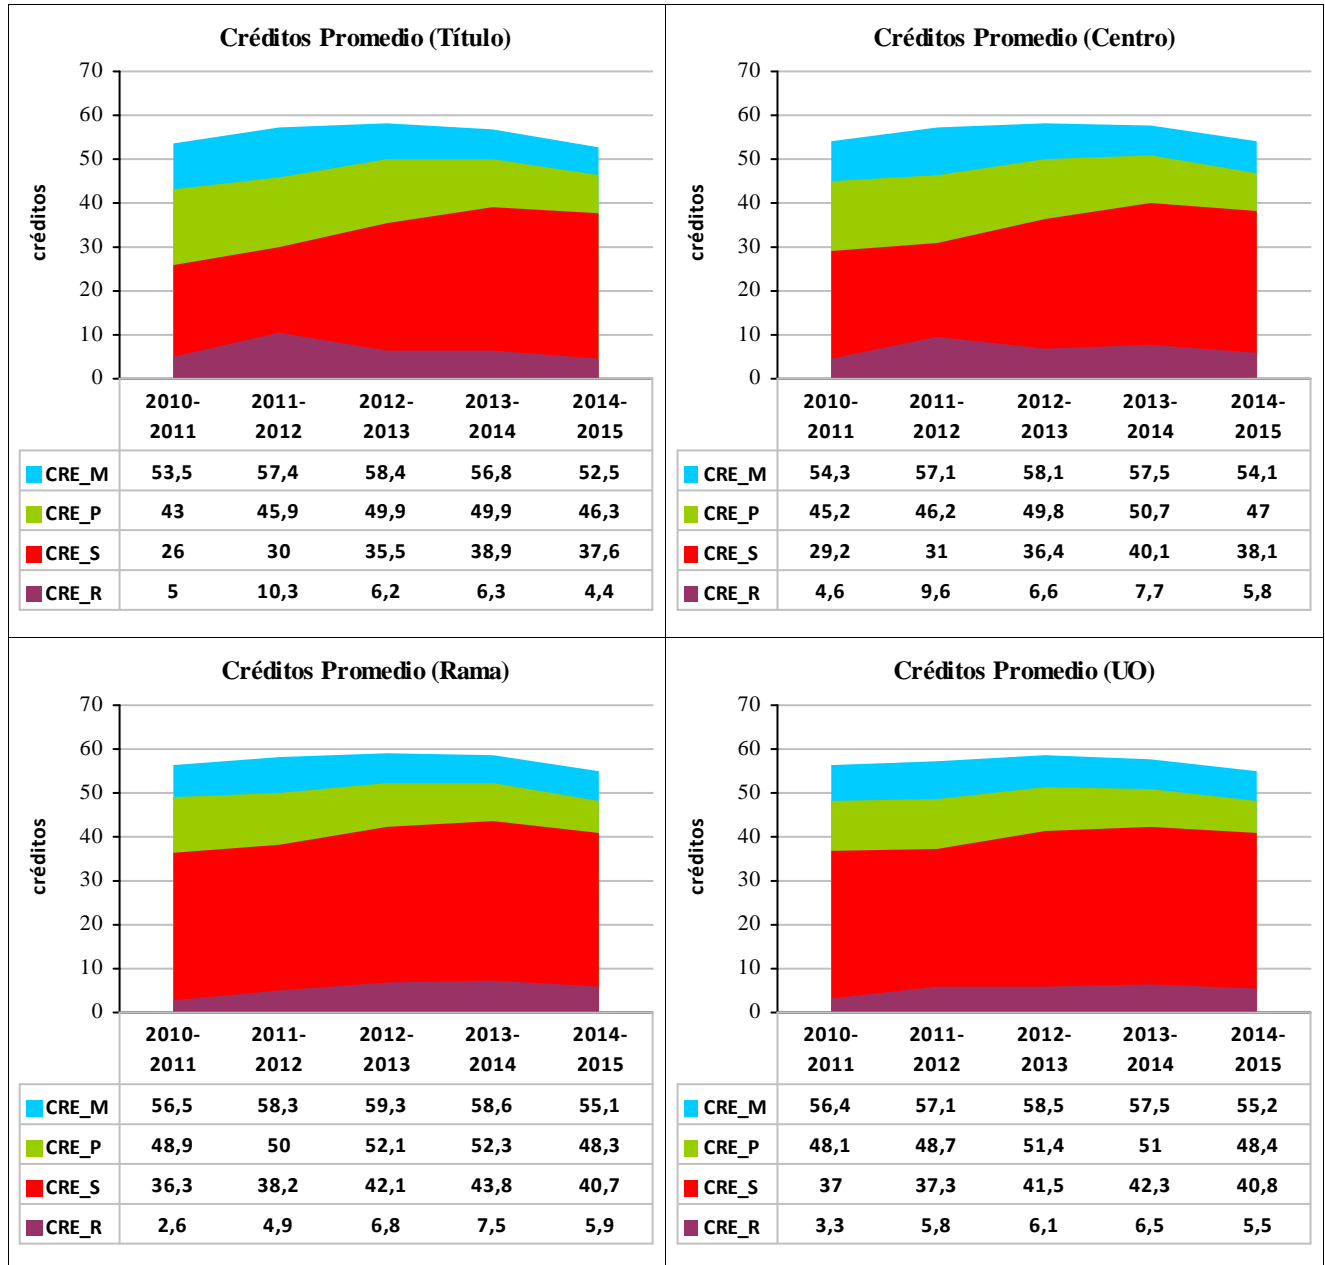 Créditos Promedio (Título)
70
60
50
40
30
20
10
0
créditos
2010-2011 2011-2012 2012-2013 2013-2014 2014-2015
CRE_M 53,5 57,4 58,4 56,8 52,5
CRE_P 43 45,9 49,9 49,9 46,3
CRE_S 26 30 35,5 38,9 37,6
CRE_R 5 10,3 6,2 6,3 4,4
Créditos Promedio (Centro)
70
60
50
40
30
20
10
0
créditos
2010-2011 2011-2012 2012-2013 2013-2014 2014-2015
CRE_M 54,3 57,1 58,1 57,5 54,1
CRE_P 45,2 46,2 49,8 50,7 47
CRE_S 29,2 31 36,4 40,1 38,1
CRE_R 4,6 9,6 6,6 7,7 5,8
Créditos Promedio (Rama)
70
60
50
40
30
20
10
0
créditos
2010-2011 2011-2012 2012-2013 2013-2014 2014-2015
CRE_M 56,5 58,3 59,3 58,6 55,1
CRE_P 48,9 50 52,1 52,3 48,3
CRE_S 36,3 38,2 42,1 43,8 40,7
CRE_R 2,6 4,9 6,8 7,5 5,9
Créditos Promedio (UO)
70
60
50
40
30
20
10
0
créditos
2010-2011 2011-2012 2012-2013 2013-2014 2014-2015
CRE_M 56,4 57,1 58,5 57,5 55,2
CRE_P 48,1 48,7 51,4 51 48,4
CRE_S 37 37,3 41,5 42,3 40,8
CRE_R 3,3 5,8 6,1 6,5 5,5